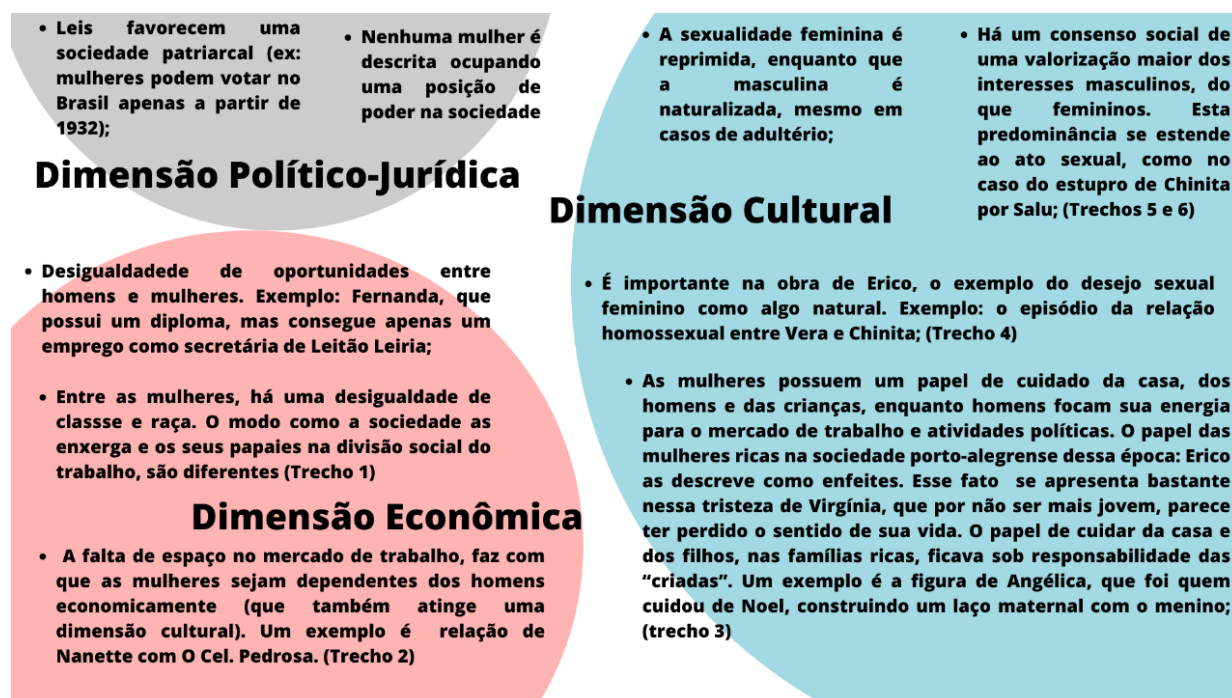 • Leis favorecem uma
sociedade patriarcal (ex:
mulheres podem votar no
Brasil apenas a partir de
1932);
• Nenhuma mulher é
descrita ocupando
uma posição de
poder na sociedade
Dimensão Político-Jurídica
• A sexualidade feminina é
reprimida, enquanto que
a masculina é
naturalizada, mesmo em
casos de adultério;
• Há um consenso social de
uma valorização maior dos
interesses masculinos, do
que femininos. Esta
predominância se estende
ao ato sexual, como no
caso do estupro de Chinita
por Salu; (Trechos 5 e 6)
Dimensão Cultural
• É importante na obra de Erico, o exemplo do desejo sexual
feminino como algo natural. Exemplo: o episódio da relação
homossexual entre Vera e Chinita; (Trecho 4)
• As mulheres possuem um papel de cuidado da casa, dos
homens e das crianças, enquanto homens focam sua energia
para o mercado de trabalho e atividades políticas. O papel das
mulheres ricas na sociedade porto-alegrense dessa época: Erico
as descreve como enfeites. Esse fato se apresenta bastante
nessa tristeza de Virgínia, que por não ser mais jovem, parece
ter perdido o sentido de sua vida. O papel de cuidar da casa e
dos filhos, nas famílias ricas, ficava sob responsabilidade das
“criadas”. Um exemplo é a figura de Angélica, que foi quem
cuidou de Noel, construindo um laço maternal com o menino;
(trecho 3)
• Desigualdadede de oportunidades entre
homens e mulheres. Exemplo: Fernanda, que
possui um diploma, mas consegue apenas um
emprego como secretária de Leitão Leiria;
• Entre as mulheres, há uma desigualdade de
classse e raça. O modo como a sociedade as
enxerga e os seus papaies na divisão social do
trabalho, são diferentes (Trecho 1)
Dimensão Econômica
• A falta de espaço no mercado de trabalho, faz com
que as mulheres sejam dependentes dos homens
economicamente (que também atinge uma
dimensão cultural). Um exemplo é relação de
Nanette com O Cel. Pedrosa. (Trecho 2)